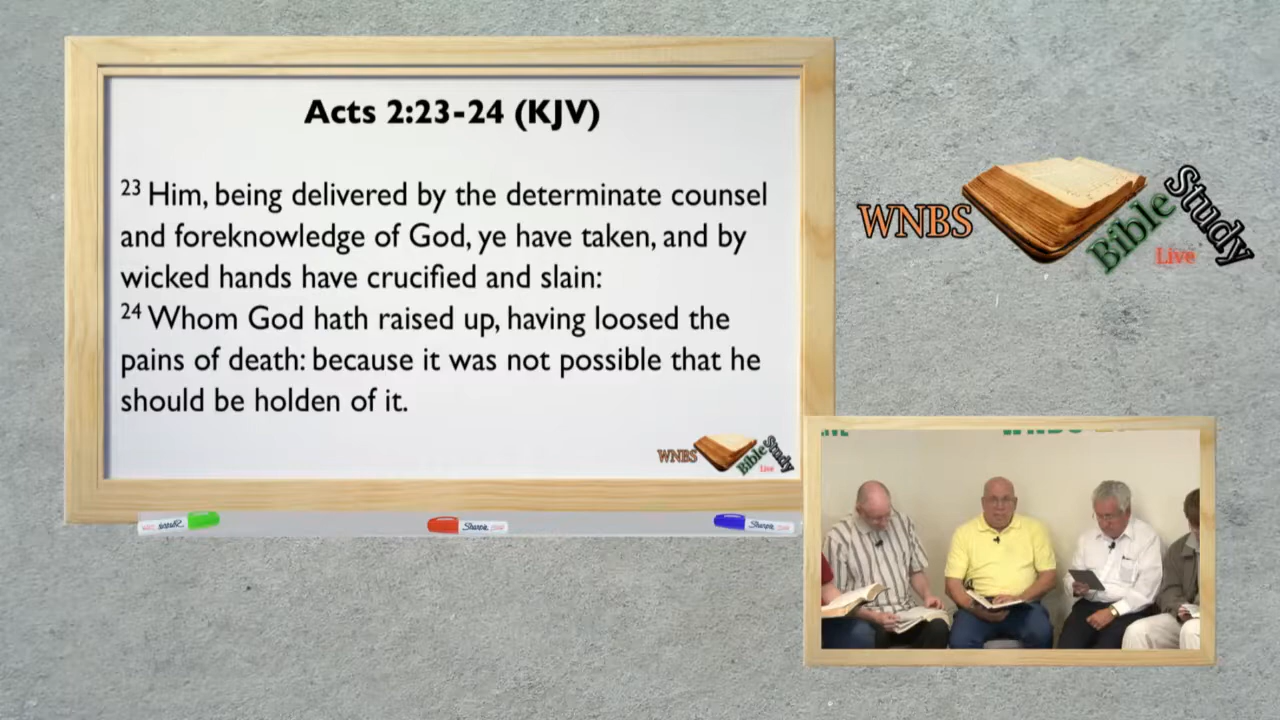 Acts 2:23-24 (KJV)
23 Him, being delivered by the determinate counsel
and foreknowledge of God, ye have taken, and by
wicked hands have crucified and slain:
24 Whom God hath raised up, having loosed the
pains of death: because it was not possible that he
should be holden of it.
WNBS Bible Study Live
Sharpie
Sharpie
Sharpie
WNBS Bible Study Live